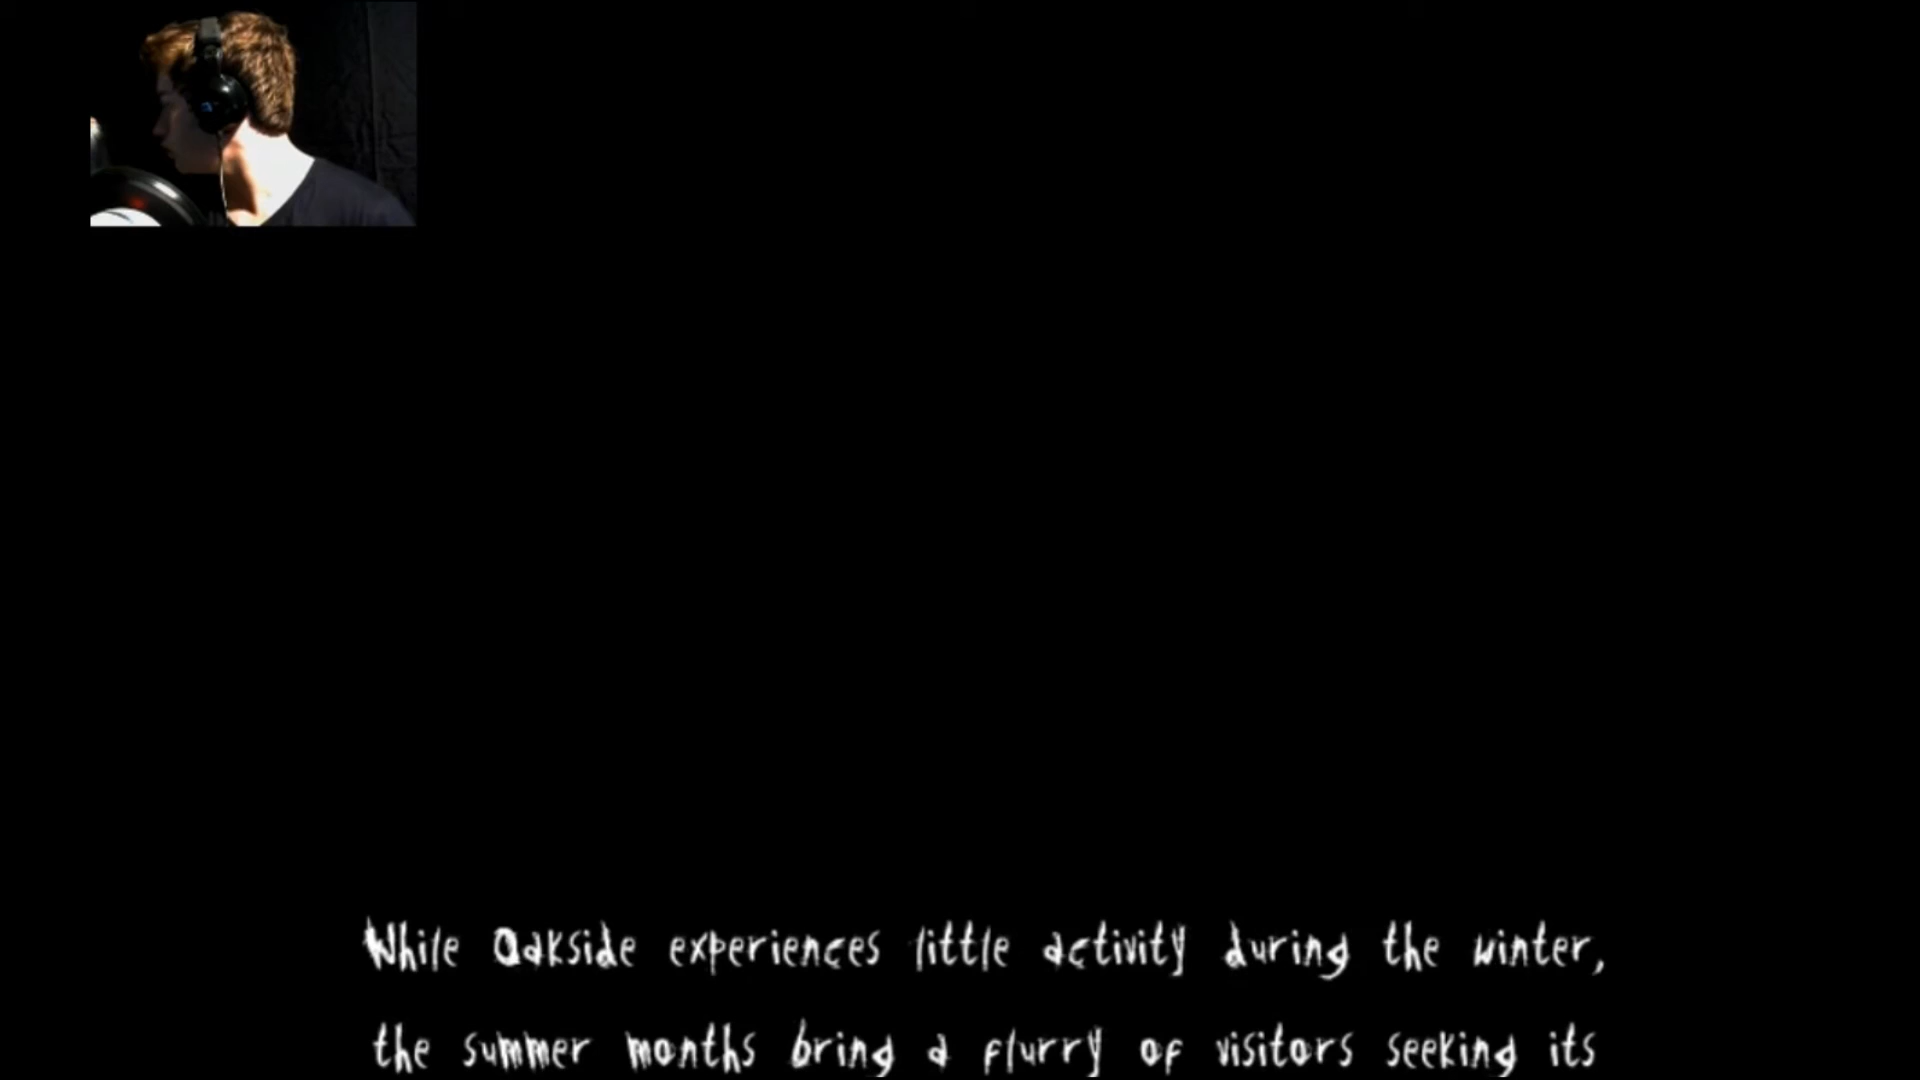 While Oakside experiences little activity during the winter,
the summer months bring a flurry of visitors seeking its